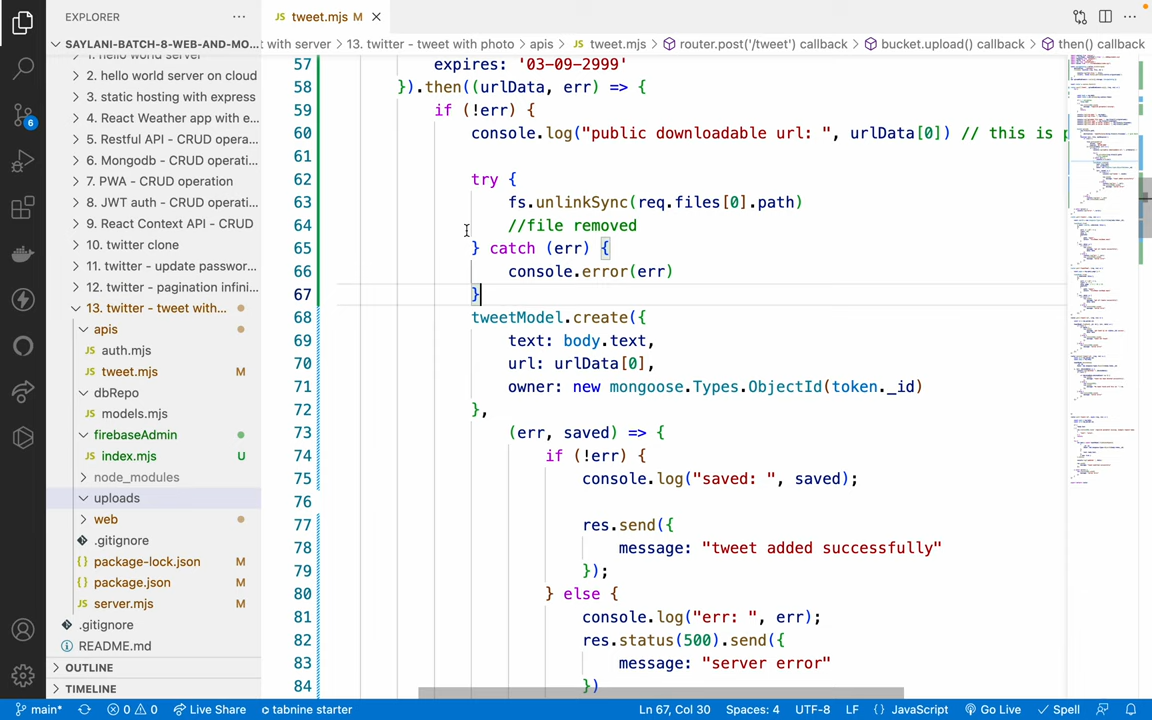 EXPLORER
tweet.mjs M
SAYLANI-BATCH-8-WEB-AND-MO...
t with server > 13. twitter - tweet with photo > apis > JS tweet.mjs > router.post('/tweet') callback > bucket.upload() callback > then() callback
1. hello world server
2. hello world server on cloud
3. static hosting with express
4. React Weather app with e...
5. Restful API - CRUD opera...
6. Mongodb - CRUD operati...
7. PWA - CRUD operation
8. JWT auth - CRUD operati...
9. React Context API - CRUD
10. twitter clone
11. twitter - update passwor...
12. twitter - pagination infini...
13. twitter - tweet with...
apis
JS auth.mjs
JS tweet.mjs M
dbRepo
JS models.mjs
firebaseAdmin
JS index.mjs U
node_modules
uploads
web
.gitignore
{} package-lock.json M
{} package.json M
JS server.mjs M
.gitignore
README.md
OUTLINE
TIMELINE
6
57 expires: '03-09-2999'
58 }).then((urlData, err) => {
59 if (!err) {
60 console.log("public downloadable url: ", urlData[0]) // this is
61
62 try {
63 fs.unlinkSync(req.files[0].path)
64 //file removed
65 } catch (err) {
66 console.error(err)
67 }
68 tweetModel.create({
69 text: body.text,
70 url: urlData[0],
71 owner: new mongoose.Types.ObjectId(token._id)
72 },
73 (err, saved) => {
74 if (!err) {
75 console.log("saved: ", saved);
76
77 res.send({
78 message: "tweet added successfully"
79 });
80 } else {
81 console.log("err: ", err);
82 res.status(500).send({
83 message: "server error"
84 })
main* 0 0 Live Share tabnine starter Ln 67, Col 30 Spaces: 4 UTF-8 LF {} JavaScript Go Live Spell